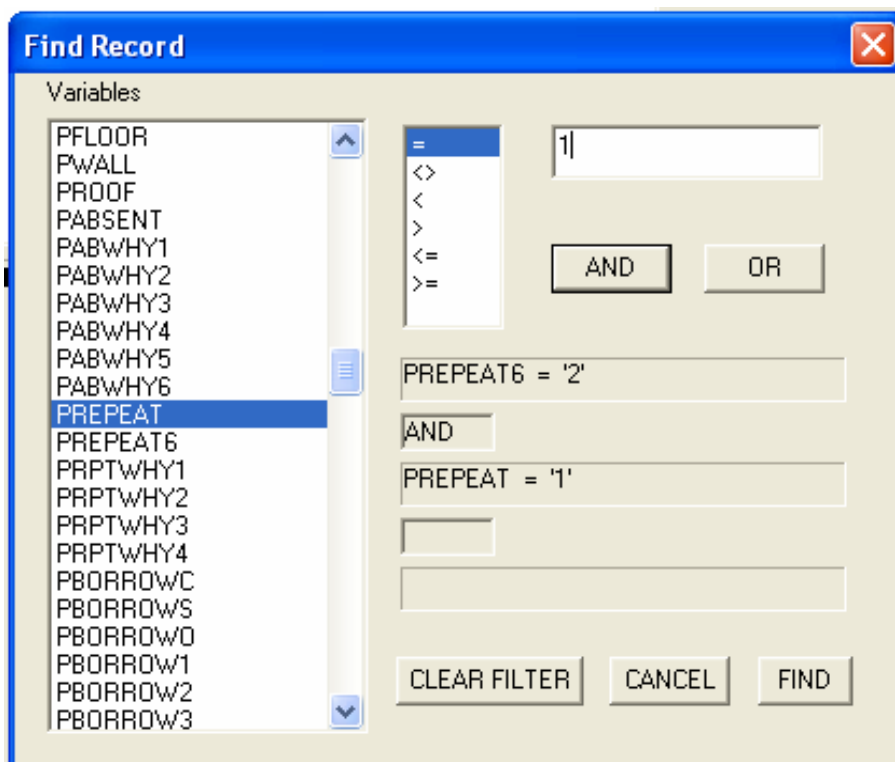 Find Record
Variables
PFLOOR
PWALL
PROOF
PABSENT
PABWHY1
PABWHY2
PABWHY3
PABWHY4
PABWHY5
PABWHY6
PREPEAT
PREPEAT6
PRPTWHY1
PRPTWHY2
PRPTWHY3
PRPTWHY4
PBORROWC
PBORROWS
PBORROWO
PBORROW1
PBORROW2
PBORROW3
=
<>
<
>
<=
>=
1
AND OR
PREPEAT6 = '2'
AND
PREPEAT = '1'
CLEAR FILTER CANCEL FIND